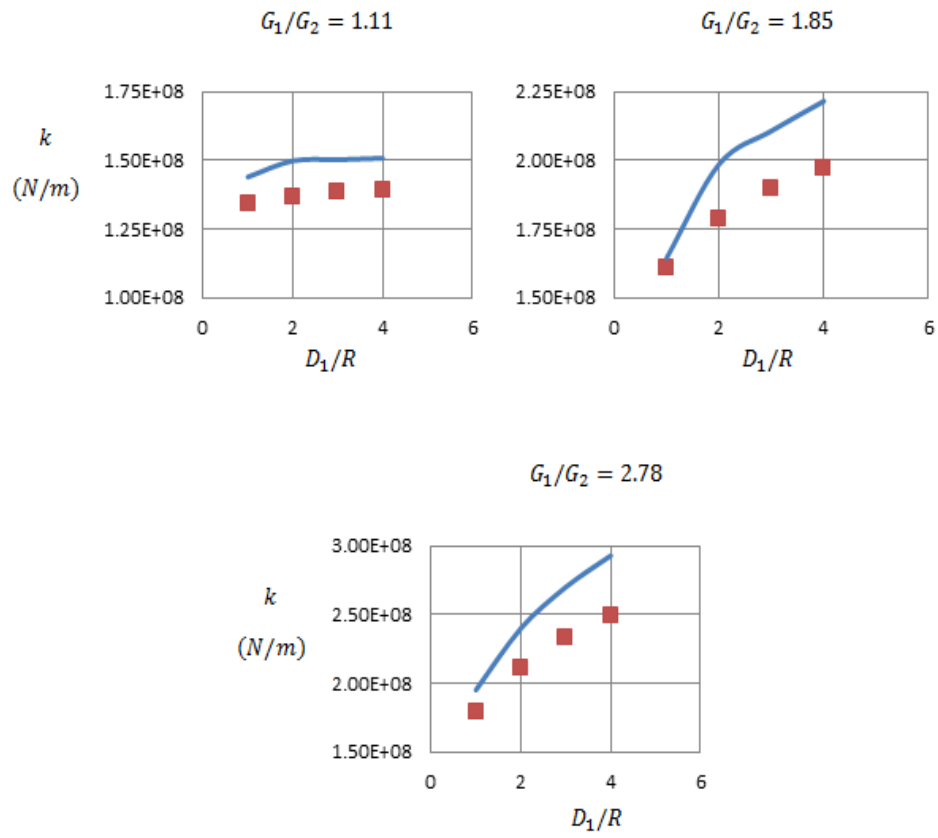 G₁/G₂ = 1.11
k
(N/m)
1.75E+08
1.50E+08
1.25E+08
1.00E+08
0 2 4 6
D₁/R
G₁/G₂ = 1.85
2.25E+08
2.00E+08
1.75E+08
1.50E+08
0 2 4 6
D₁/R
G₁/G₂ = 2.78
k
(N/m)
3.00E+08
2.50E+08
2.00E+08
1.50E+08
0 2 4 6
D₁/R